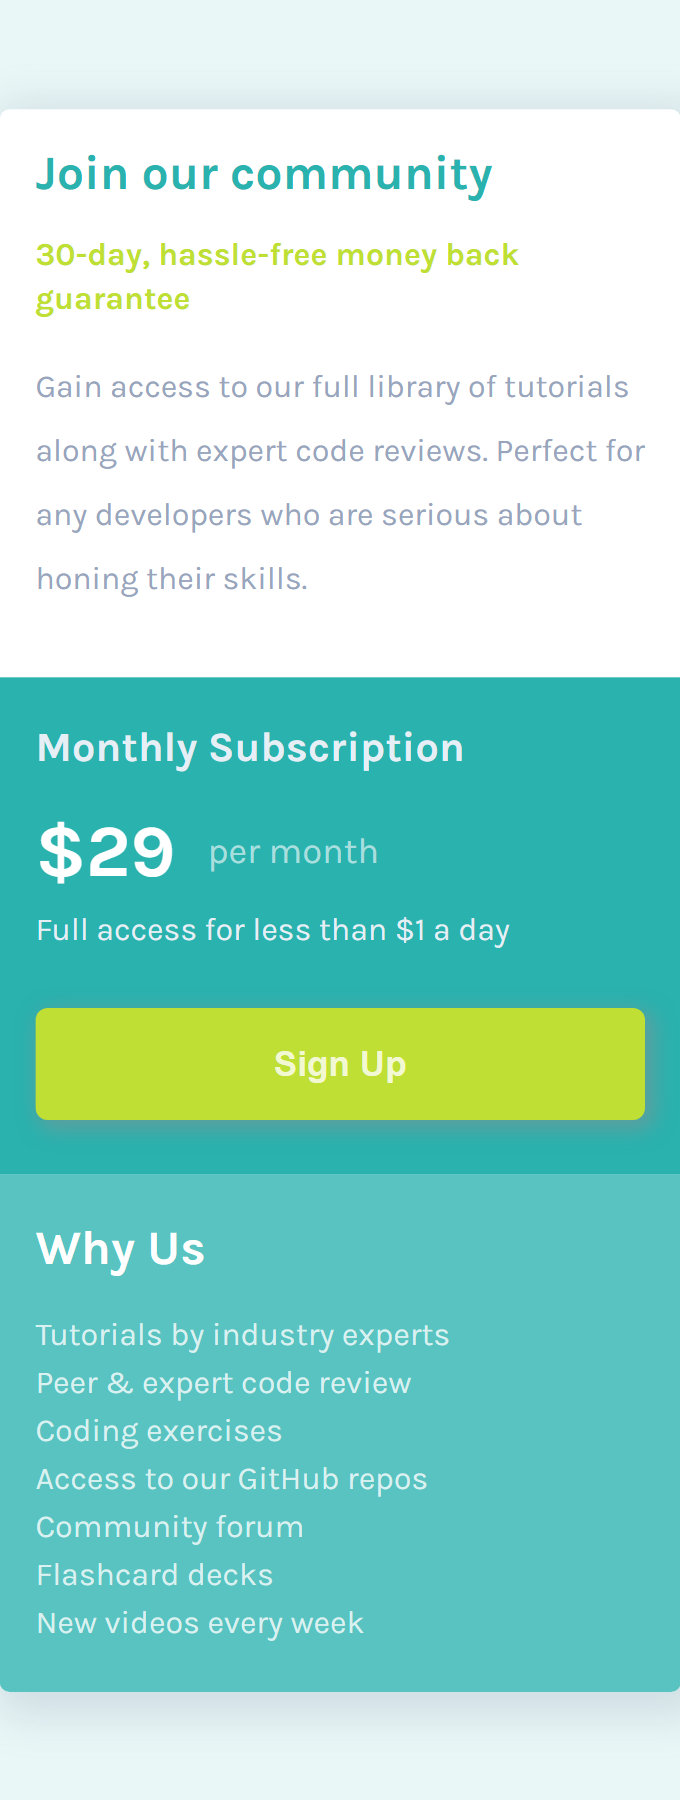 Join our community
30-day, hassle-free money back
guarantee
Gain access to our full library of tutorials
along with expert code reviews. Perfect for
any developers who are serious about
honing their skills.
Monthly Subscription
$29 per month
Full access for less than $1 a day
Sign Up
Why Us
Tutorials by industry experts
Peer & expert code review
Coding exercises
Access to our GitHub repos
Community forum
Flashcard decks
New videos every week